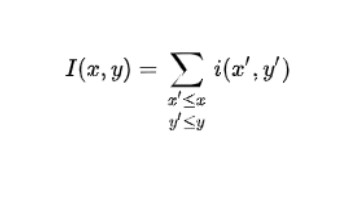 I(x, y) = ∑ i(x′, y′)
x′≤x
y′≤y